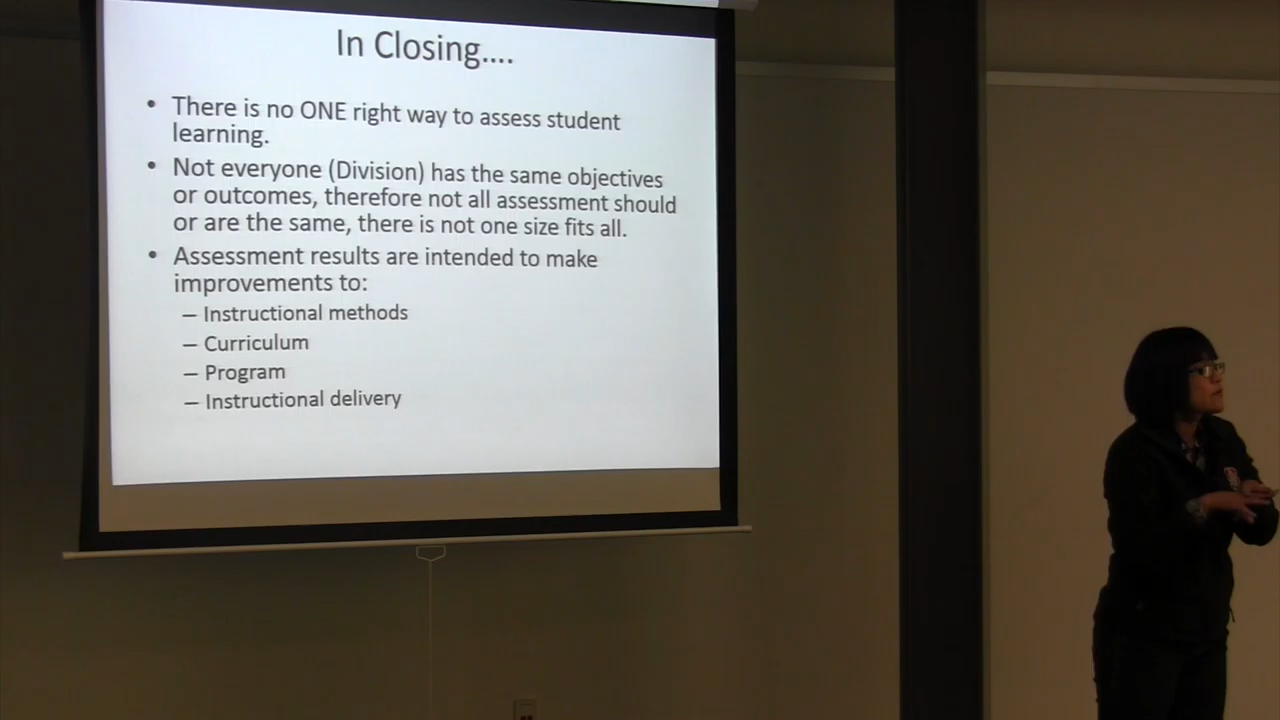 In Closing....
• There is no ONE right way to assess student
learning.
• Not everyone (Division) has the same objectives
or outcomes, therefore not all assessment should
or are the same, there is not one size fits all.
• Assessment results are intended to make
improvements to:
– Instructional methods
– Curriculum
– Program
– Instructional delivery